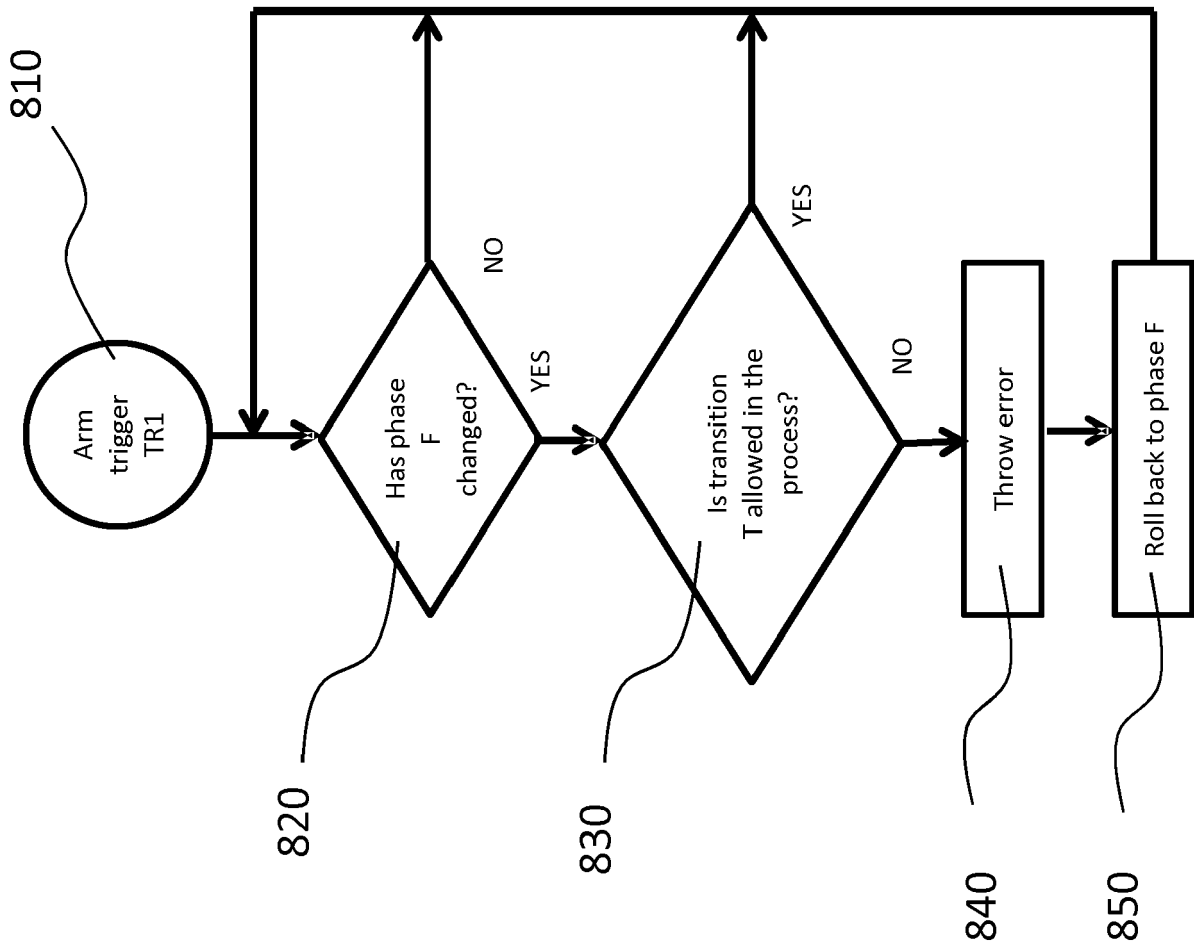 810
Arm
trigger
TR1
Has phase
F
changed?
NO
YES
820
Is transition
T allowed in the
process?
YES
NO
830
Throw error
840
Roll back to phase F
850